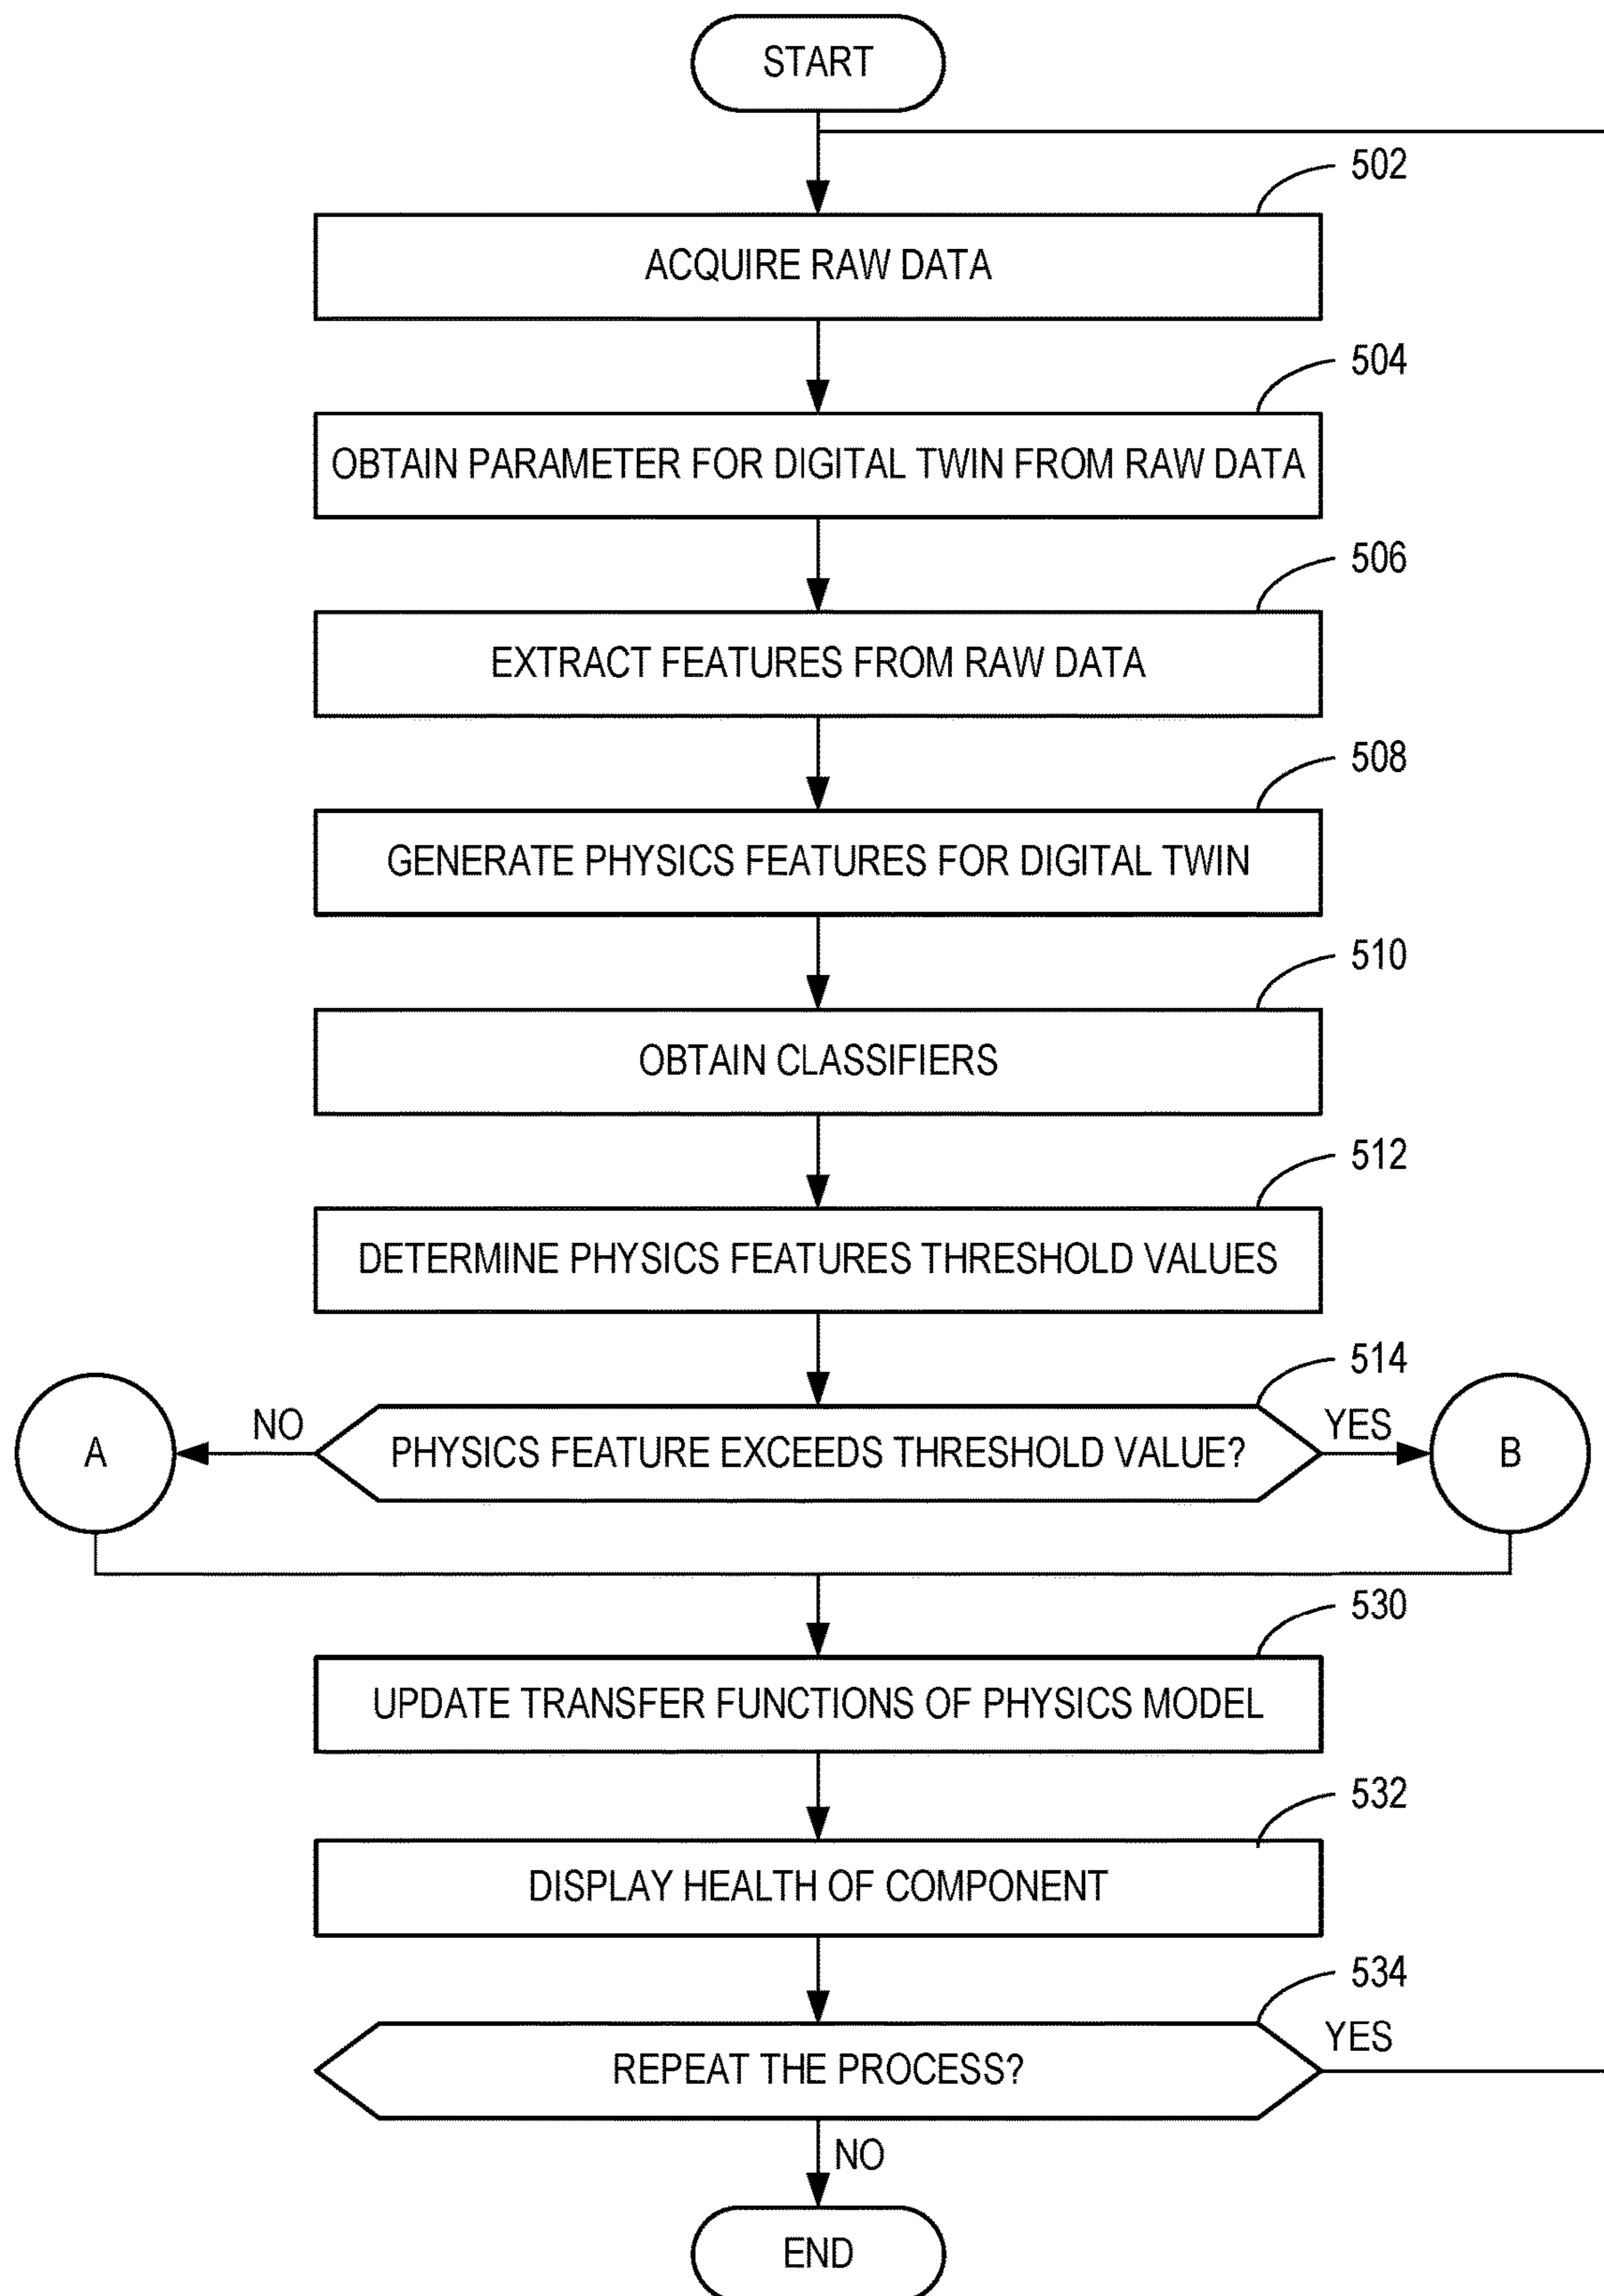 START
502
ACQUIRE RAW DATA
504
OBTAIN PARAMETER FOR DIGITAL TWIN FROM RAW DATA
506
EXTRACT FEATURES FROM RAW DATA
508
GENERATE PHYSICS FEATURES FOR DIGITAL TWIN
510
OBTAIN CLASSIFIERS
512
DETERMINE PHYSICS FEATURES THRESHOLD VALUES
514
A
NO
PHYSICS FEATURE EXCEEDS THRESHOLD VALUE?
YES
B
530
UPDATE TRANSFER FUNCTIONS OF PHYSICS MODEL
532
DISPLAY HEALTH OF COMPONENT
534
REPEAT THE PROCESS?
YES
NO
END